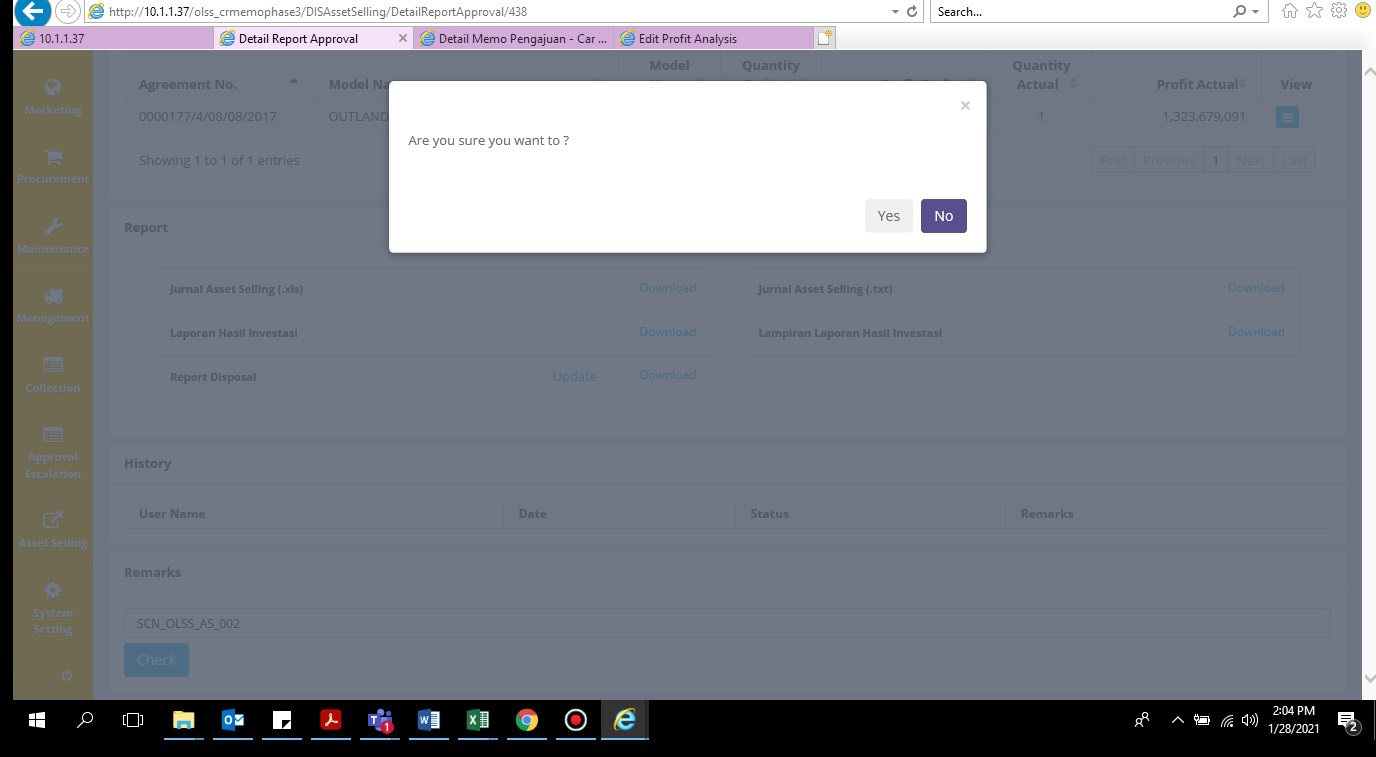 http://10.1.1.37/olss_crmemophase3/DISAssetSelling/DetailReportApproval/438
Search...
10.1.1.37
Detail Report Approval
Detail Memo Pengajuan - Car ...
Edit Profit Analysis
Marketing
Procurement
Maintenance
Management
Collection
Approval
Escalation
Asset Selling
System
Setting
Agreement No.
Model Na
Model
Quantity
Quantity
Actual
Profit Actual
View
0000177/4/08/08/2017
OUTLAND
1
1,323,679,091
Showing 1 to 1 of 1 entries
First Previous 1 Next Last
×
Are you sure you want to ?
Yes No
Report
Jurnal Asset Selling (.xls) Download
Jurnal Asset Selling (.txt) Download
Laporan Hasil Investasi Download
Lampiran Laporan Hasil Investasi Download
Report Disposal Update Download
History
User Name Date Status Remarks
Remarks
SCN_OLSS_AS_002
Check
1
2:04 PM
1/28/2021
2